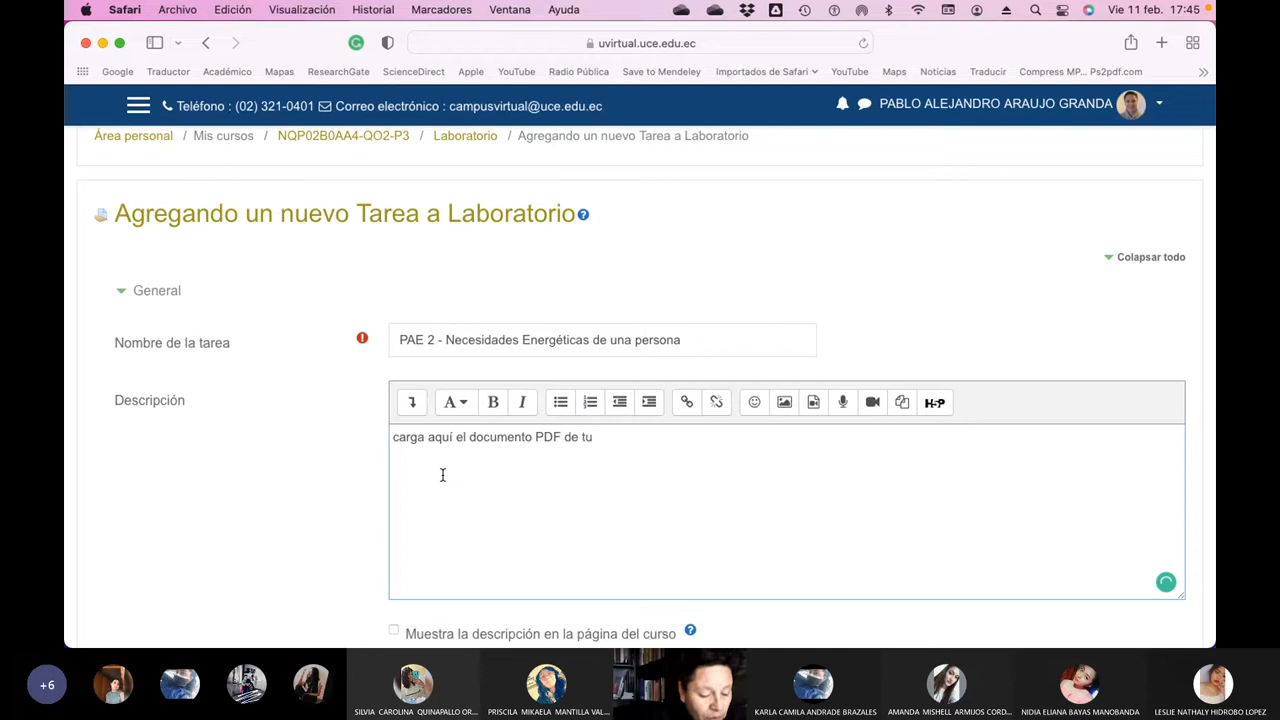 Safari Archivo Edición Visualización Historial Marcadores Ventana Ayuda Vie 11 feb. 17:45
uvirtual.uce.edu.ec
Google Traductor Académico Mapas ResearchGate ScienceDirect Apple YouTube Radio Pública Save to Mendeley Importados de Safari YouTube Maps Noticias Traducir Compress MP... Ps2pdf.com
Teléfono : (02) 321-0401 Correo electrónico : campusvirtual@uce.edu.ec PABLO ALEJANDRO ARAUJO GRANDA
Área personal / Mis cursos / NQP02B0AA4-QO2-P3 / Laboratorio / Agregando un nuevo Tarea a Laboratorio
Agregando un nuevo Tarea a Laboratorio
Colapsar todo
General
Nombre de la tarea PAE 2 - Necesidades Energéticas de una persona
Descripción
A B I H5P
carga aquí el documento PDF de tu
Muestra la descripción en la página del curso
+6
SILVIA CAROLINA QUINAPALLO OR... PRISCILA MIKAELA MANTILLA VAL... KARLA CAMILA ANDRADE BRAZALES AMANDA MISHELL ARMIJOS CORD... NIDIA ELIANA BAYAS MANOBANDA LESLIE NATHALY HIDROBO LOPEZ